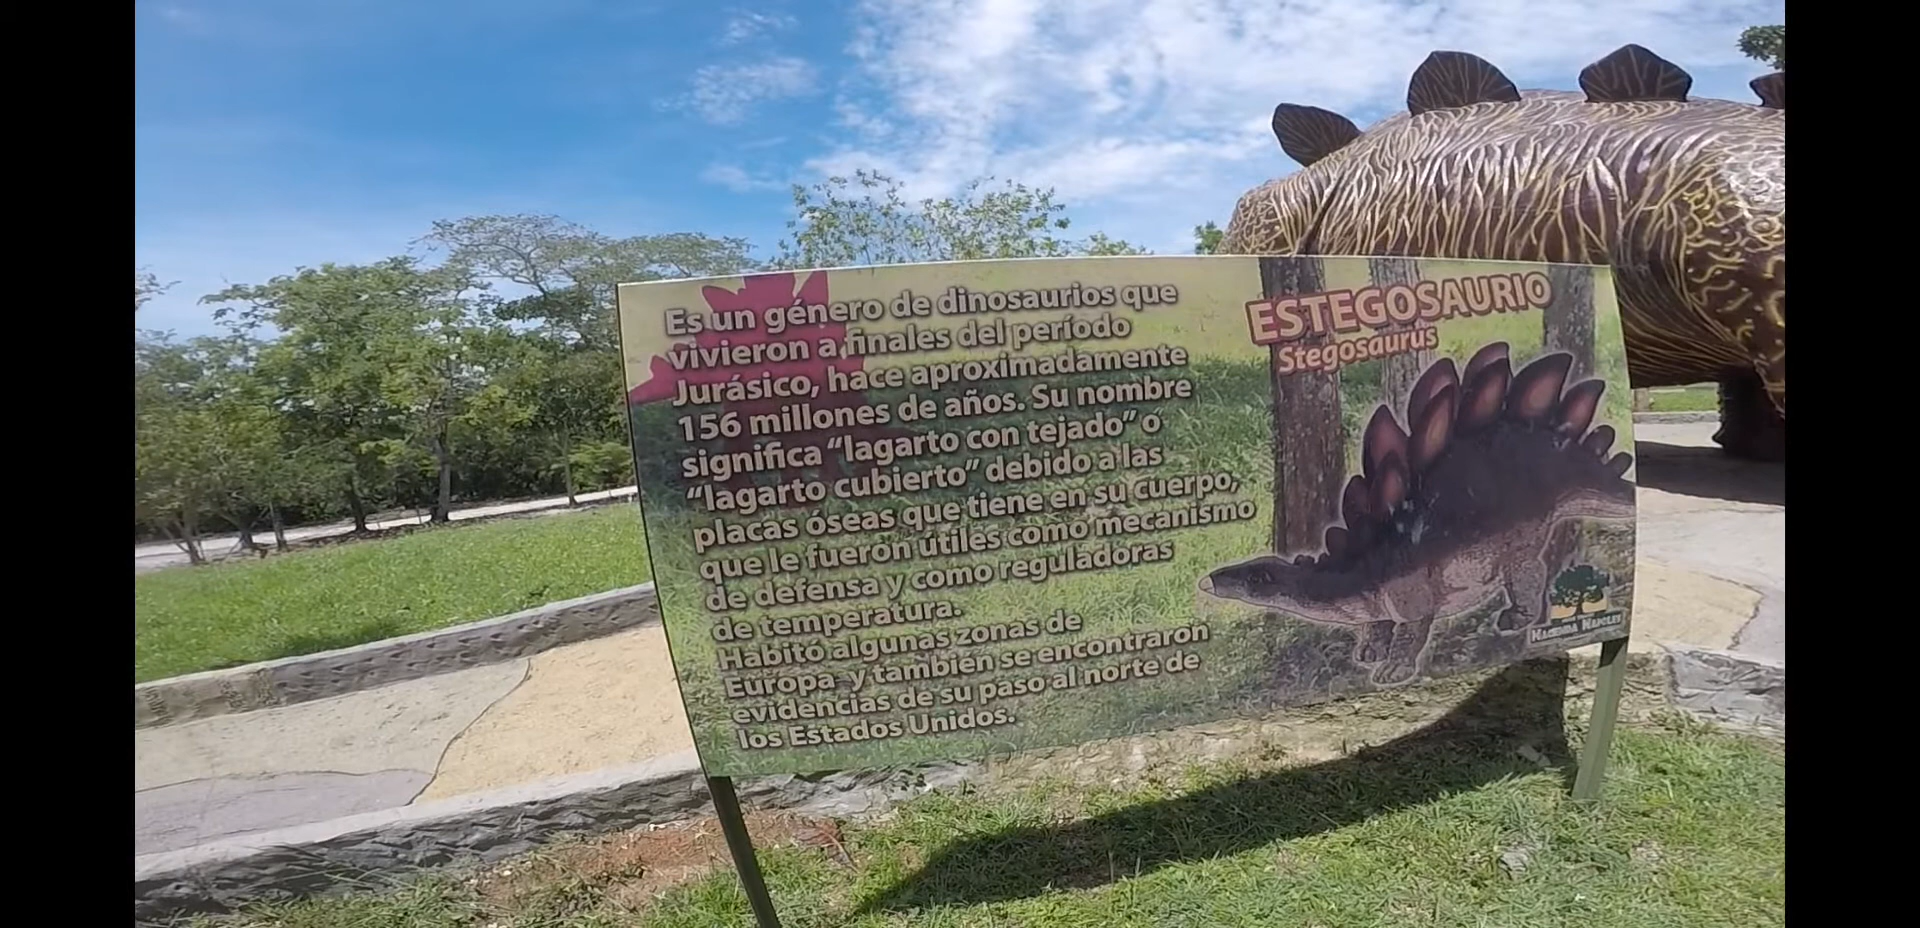 Es un género de dinosaurios que
vivieron a finales del período
Jurásico, hace aproximadamente
156 millones de años. Su nombre
significa “lagarto con tejado” o
“lagarto cubierto” debido a las
placas óseas que tiene en su cuerpo,
que le fueron útiles como mecanismo
de defensa y como reguladoras
de temperatura.
Habitó algunas zonas de
Europa y también se encontraron
evidencias de su paso al norte de
los Estados Unidos.
ESTEGOSAURIO
Stegosaurus
HACIENDA NAPOLES